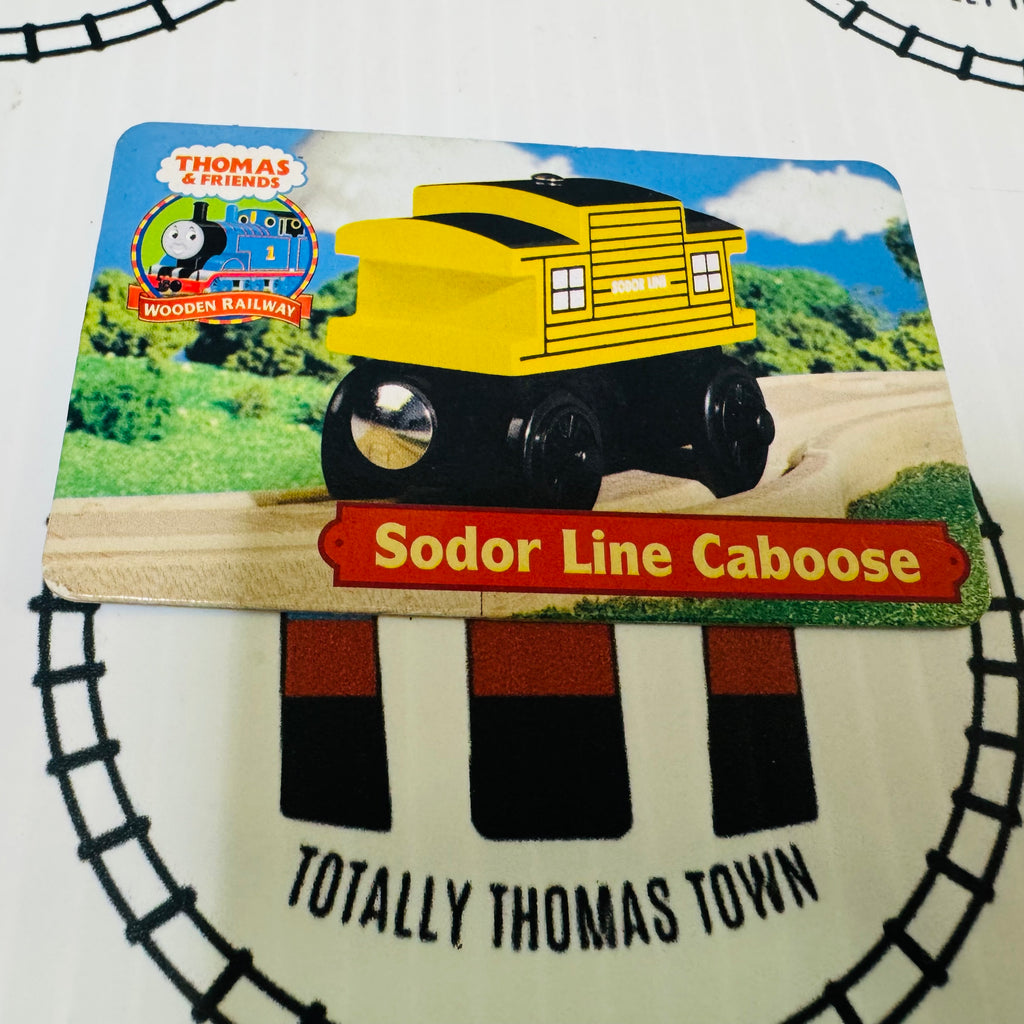 THOMAS
& FRIENDS
1
WOODEN RAILWAY
SODOR LINE
Sodor Line Caboose
TOTALLY THOMAS TOWN